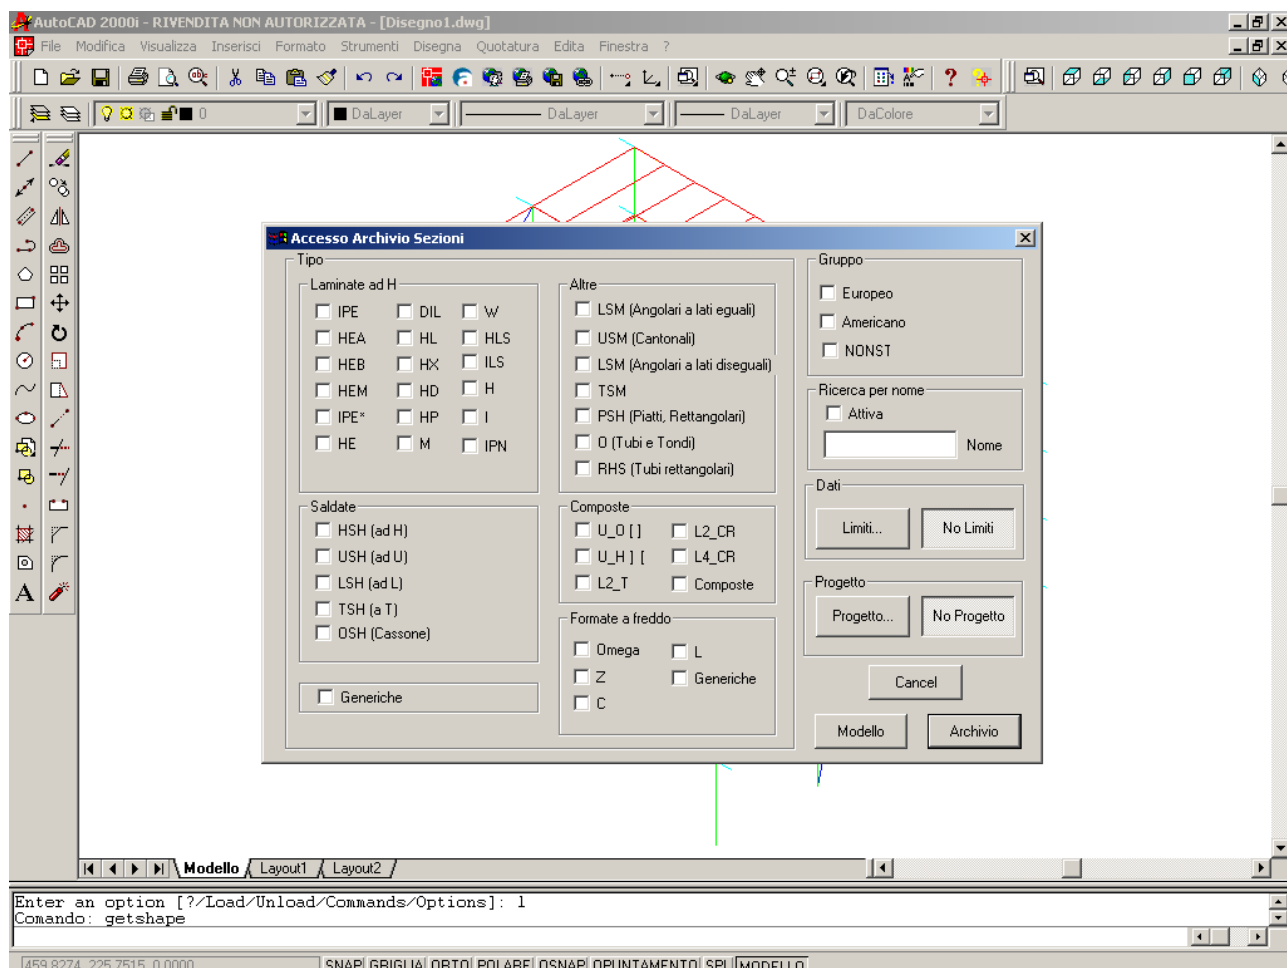 AutoCAD 2000i - RIVENDITA NON AUTORIZZATA - [Disegno1.dwg]
File Modifica Visualizza Inserisci Formato Strumenti Disegna Quotatura Edita Finestra ?
0 DaLayer DaLayer DaLayer DaColore
Accesso Archivio Sezioni
Tipo
Laminate ad H
IPE DIL W
HEA HL HLS
HEB HX ILS
HEM HD H
IPE* HP I
HE M IPN
Saldate
HSH (ad H)
USH (ad U)
LSH (ad L)
TSH (a T)
OSH (Cassone)
Generiche
Altre
LSM (Angolari a lati eguali)
USM (Cantonali)
LSM (Angolari a lati diseguali)
TSM
PSH (Piatti, Rettangolari)
O (Tubi e Tondi)
RHS (Tubi rettangolari)
Composte
U_O [ ] L2_CR
U_H ] [ L4_CR
L2_T Composte
Formate a freddo
Omega L
Z Generiche
C
Gruppo
Europeo
Americano
NONST
Ricerca per nome
Attiva
Nome
Dati
Limiti... No Limiti
Progetto
Progetto... No Progetto
Cancel
Modello Archivio
Modello Layout1 Layout2
Enter an option [?/Load/Unload/Commands/Options]: l
Comando: getshape
459.8274, 225.7515, 0.0000 SNAP GRIGLIA ORTO POLARE OSNAP OPUNTAMENTO SPL MODELLO